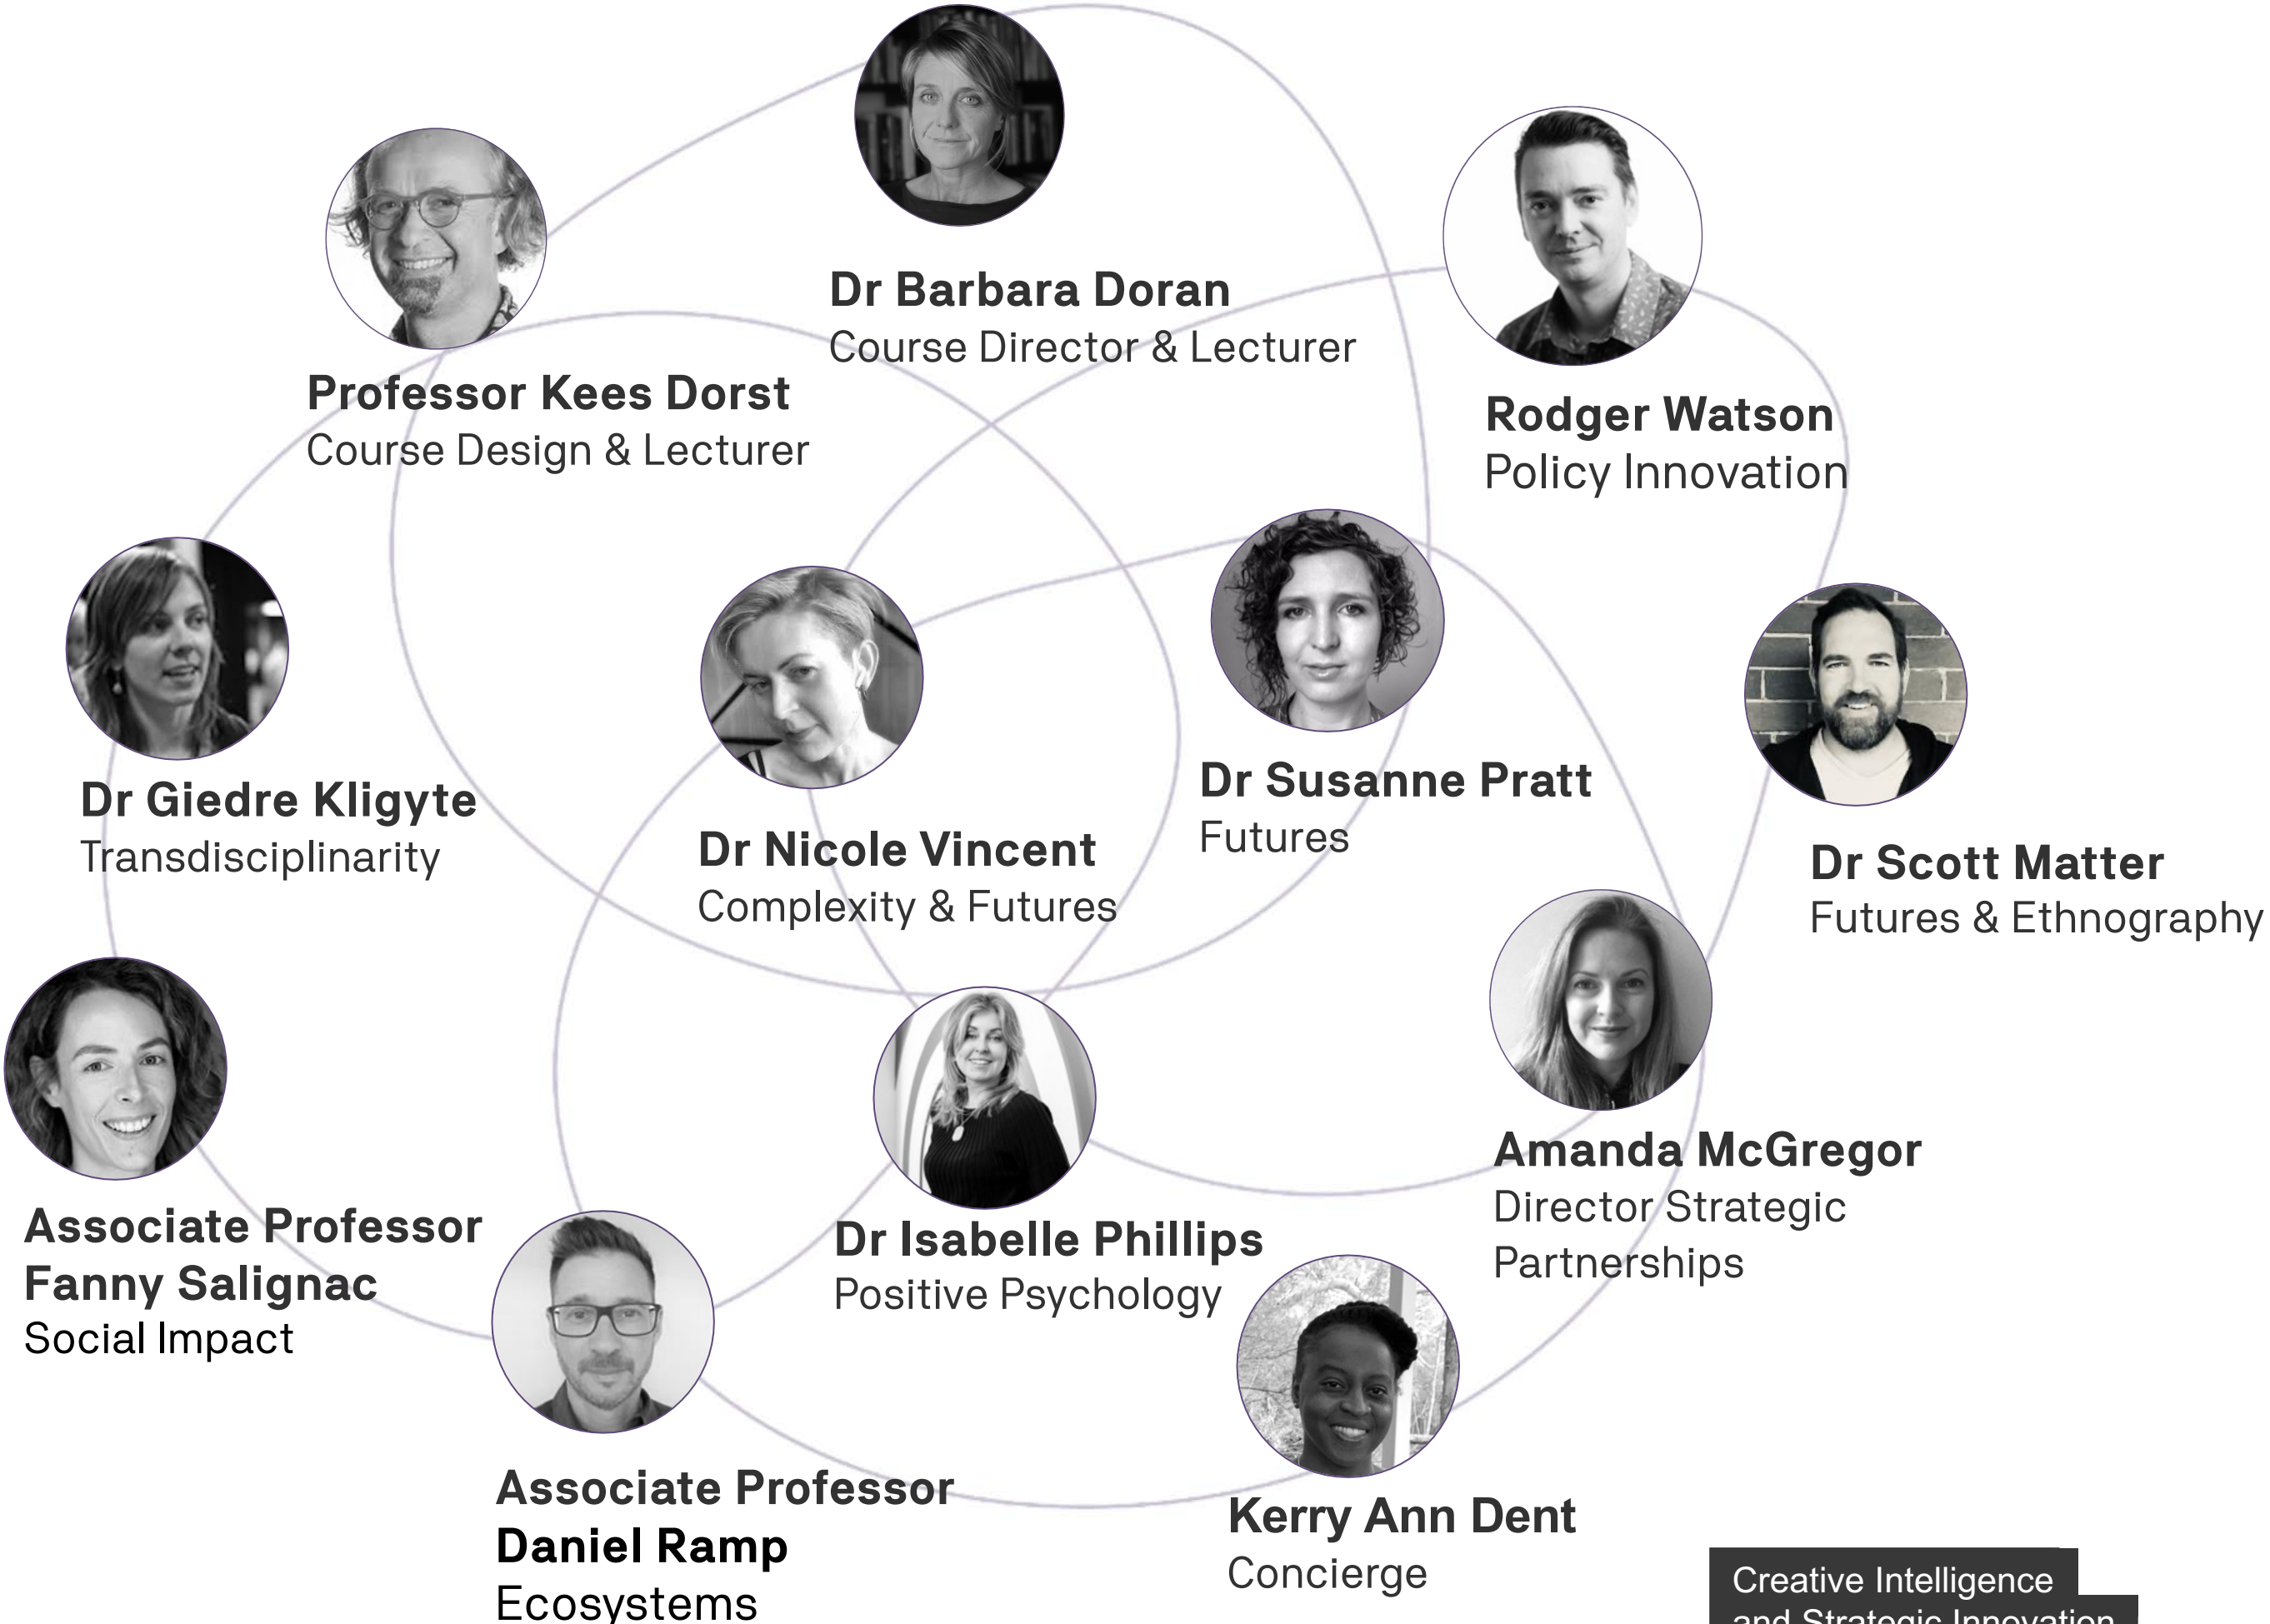 Dr Barbara Doran
Course Director & Lecturer
Professor Kees Dorst
Course Design & Lecturer
Rodger Watson
Policy Innovation
Dr Giedre Kligyte
Transdisciplinarity
Dr Nicole Vincent
Complexity & Futures
Dr Susanne Pratt
Futures
Dr Scott Matter
Futures & Ethnography
Associate Professor
Fanny Salignac
Social Impact
Dr Isabelle Phillips
Positive Psychology
Amanda McGregor
Director Strategic
Partnerships
Associate Professor
Daniel Ramp
Ecosystems
Kerry Ann Dent
Concierge
Creative Intelligence
and Strategic Innovation